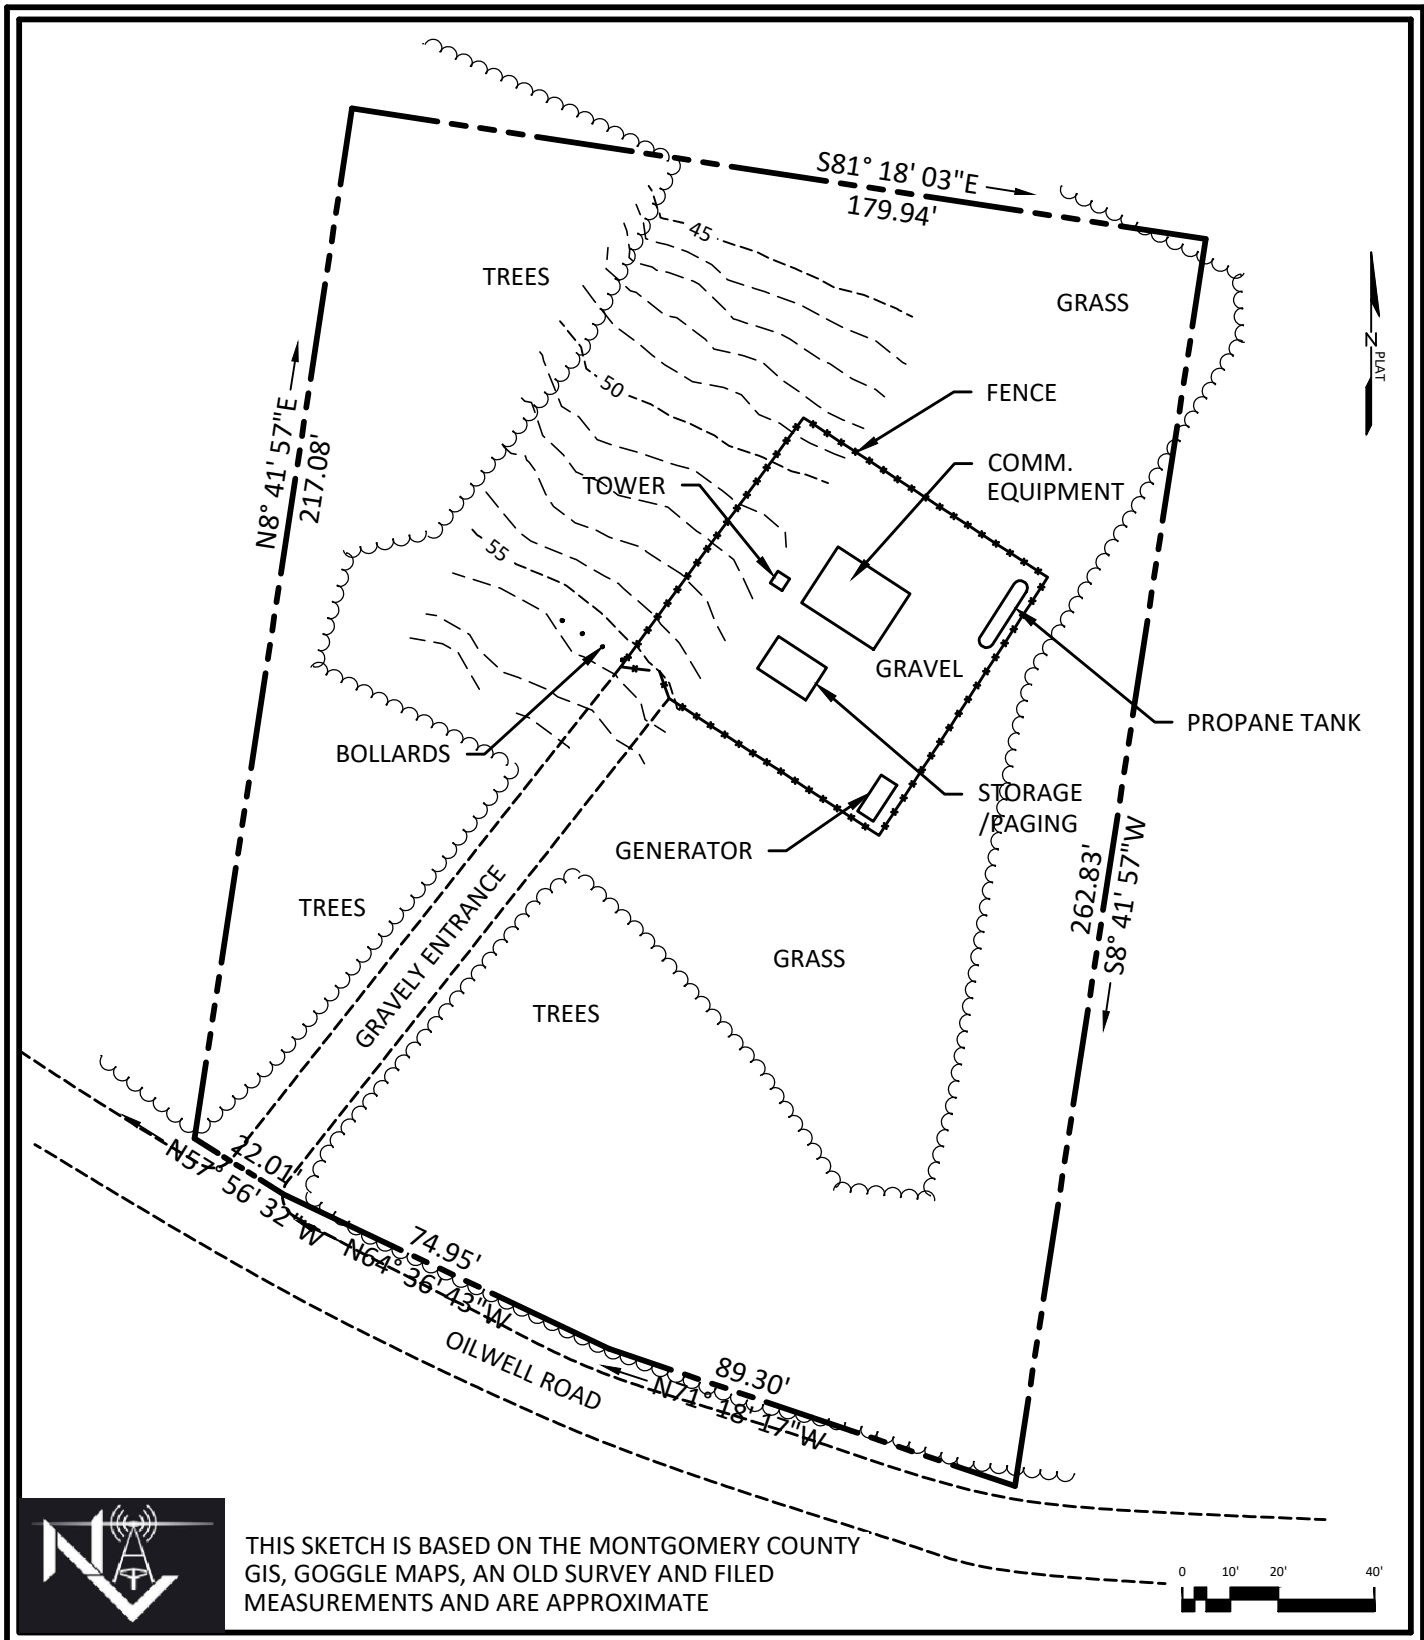 S81° 18' 03"E
179.94'
45
TREES
GRASS
N
PLAT
50
FENCE
COMM.
EQUIPMENT
TOWER
N8° 41' 57"E
217.08'
55
GRAVEL
BOLLARDS
PROPANE TANK
STORAGE
/PAGING
GENERATOR
262.83'
S8° 41' 57"W
TREES
GRAVELY ENTRANCE
GRASS
TREES
22.01'
N57° 56' 32"W
74.95'
N64° 36' 43"W
OILWELL ROAD
89.30'
N71° 18' 17"W
NV
THIS SKETCH IS BASED ON THE MONTGOMERY COUNTY
GIS, GOGGLE MAPS, AN OLD SURVEY AND FILED
MEASUREMENTS AND ARE APPROXIMATE
0 10' 20' 40'